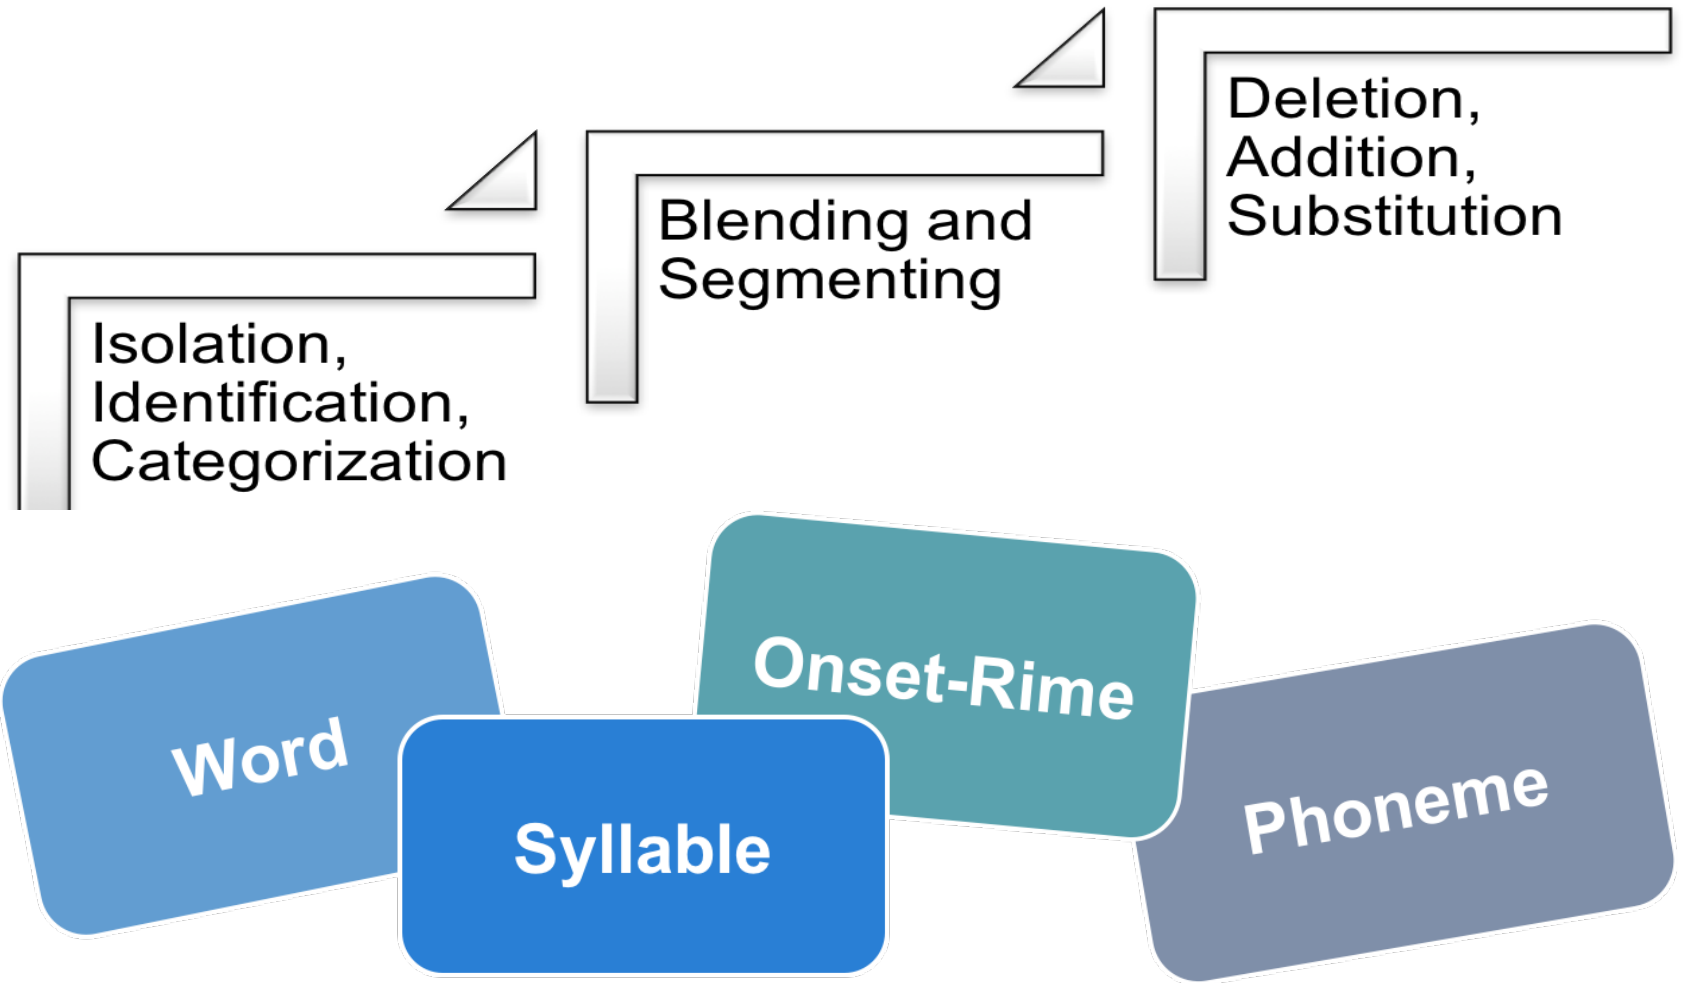 Isolation,
Identification,
Categorization
Blending and
Segmenting
Deletion,
Addition,
Substitution
Word
Syllable
Onset-Rime
Phoneme